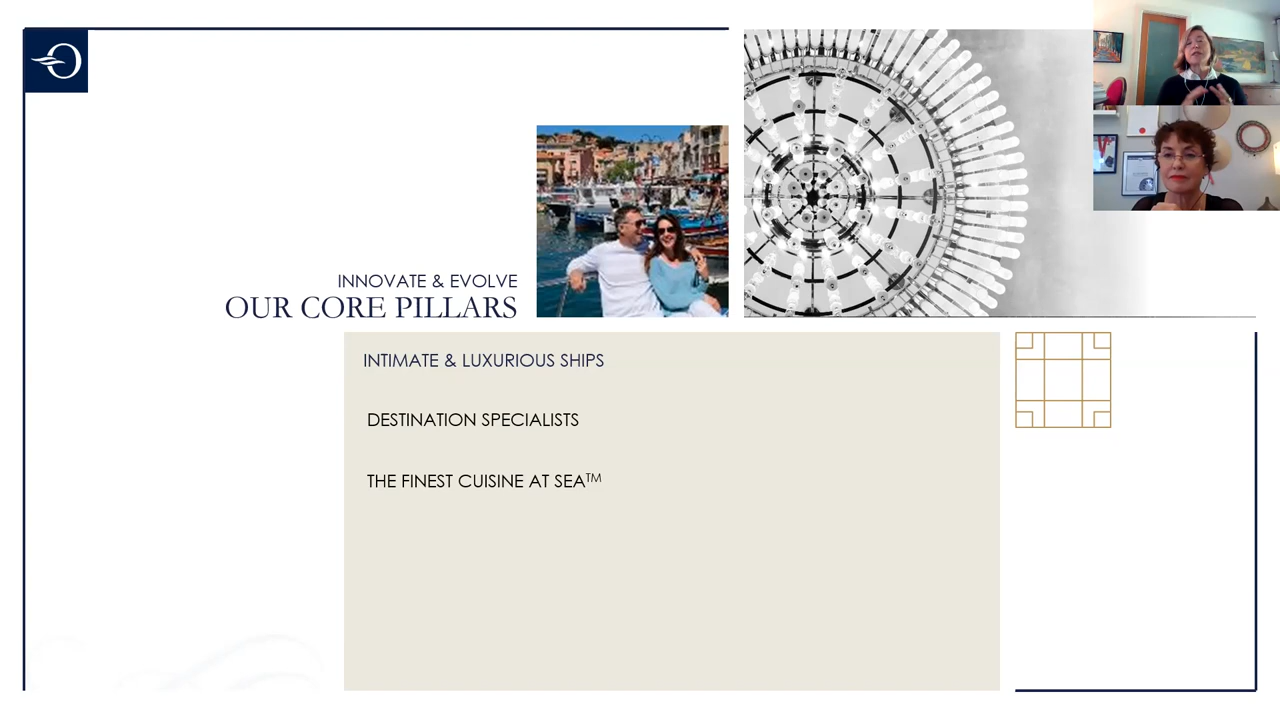 INNOVATE & EVOLVE
OUR CORE PILLARS
INTIMATE & LUXURIOUS SHIPS
DESTINATION SPECIALISTS
THE FINEST CUISINE AT SEA™